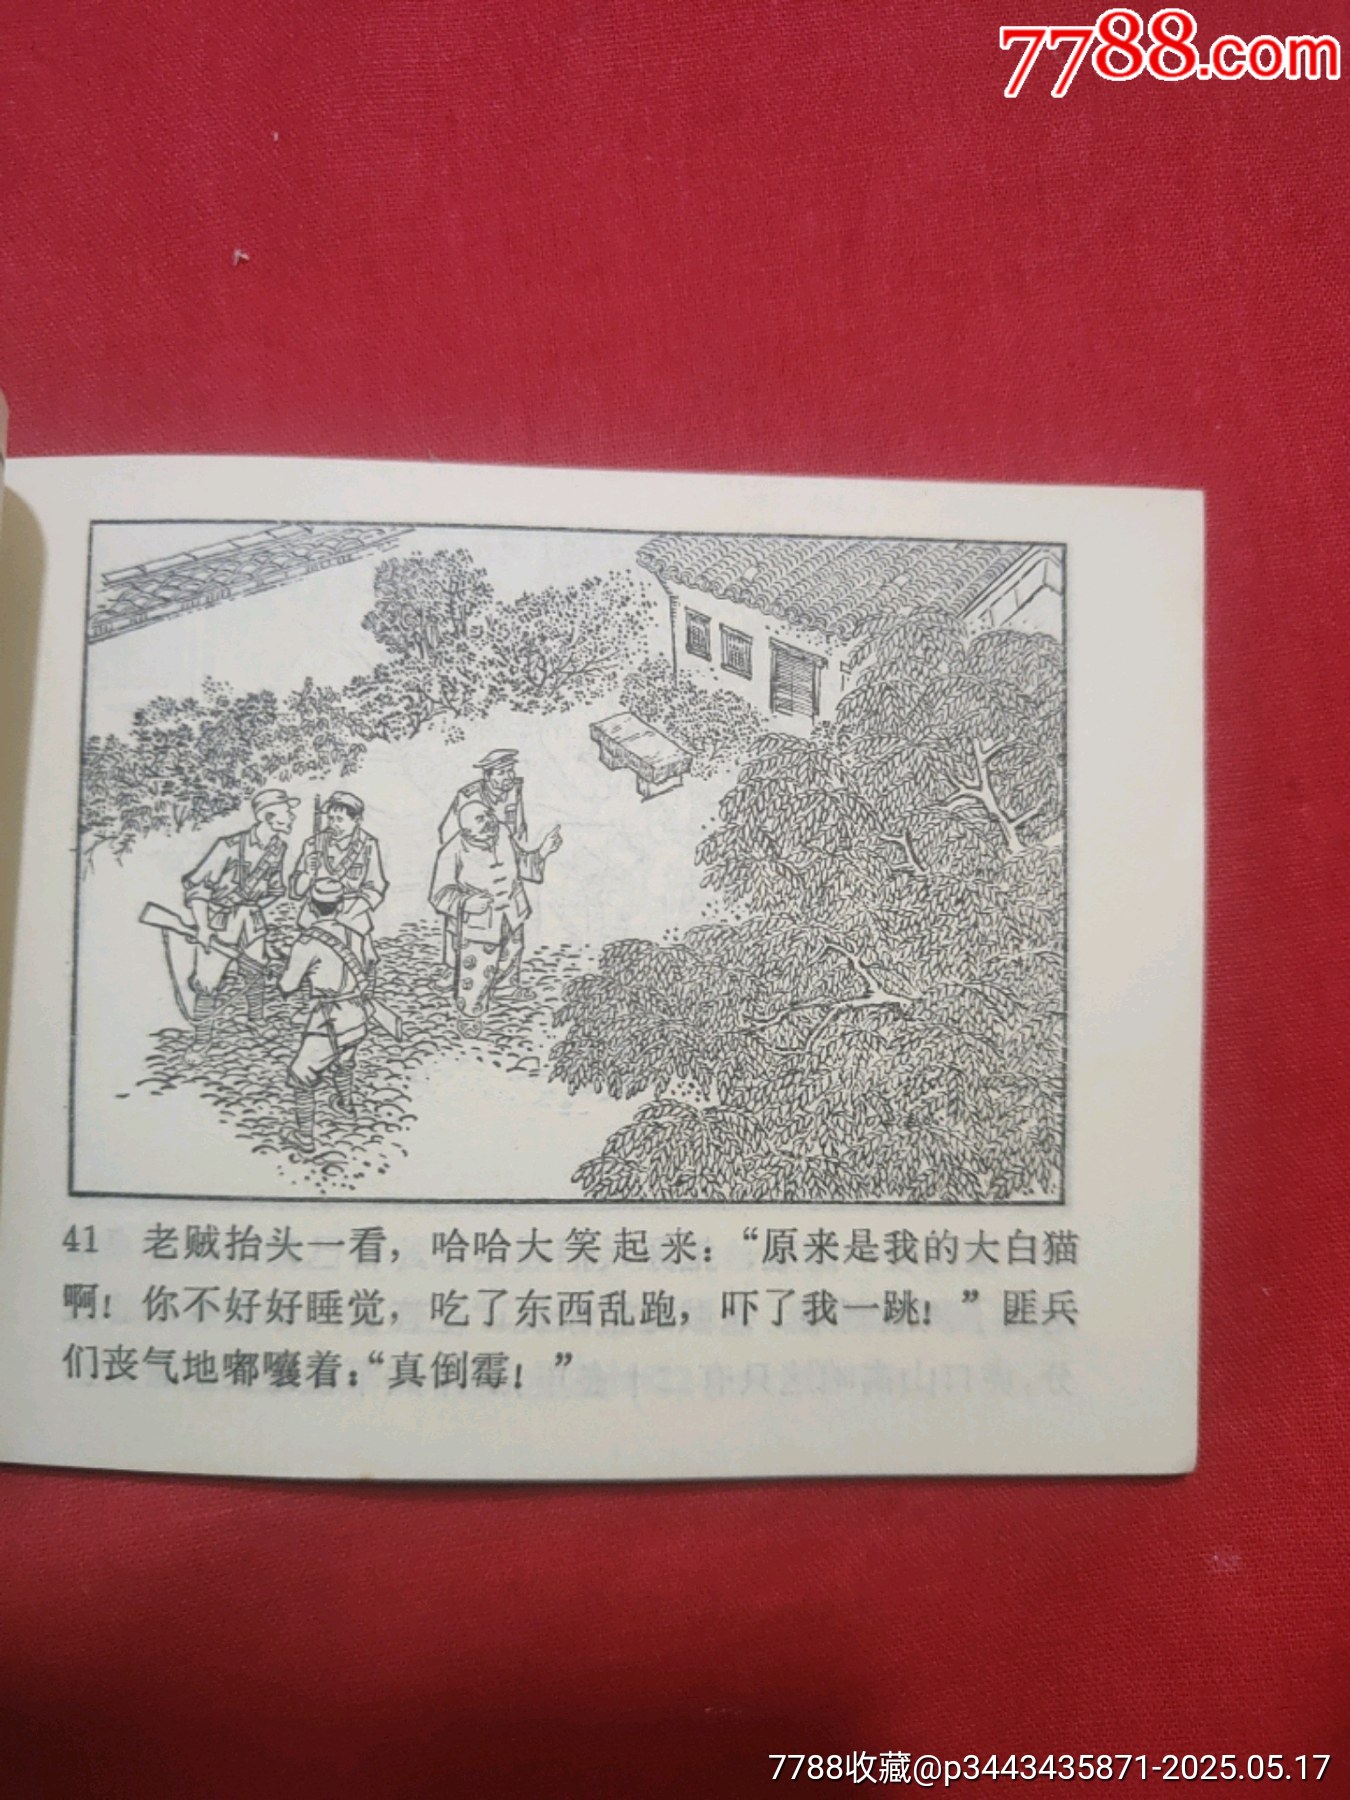 7788.com
41 老贼抬头一看，哈哈大笑起来：“原来是我的大白猫
啊！你不好好睡觉，吃了东西乱跑，吓了我一跳！”匪兵
们丧气地嘟囔着：“真倒霉！”
7788收藏@p3443435871-2025.05.17